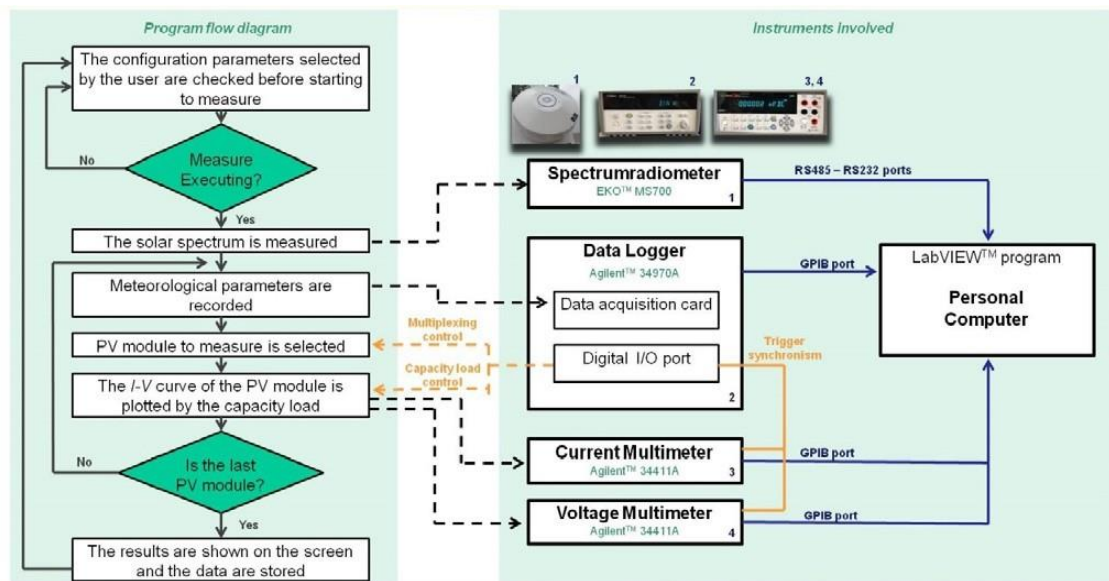 Program flow diagram
The configuration parameters selected
by the user are checked before starting
to measure
No
Measure
Executing?
Yes
The solar spectrum is measured
Meteorological parameters are
recorded
PV module to measure is selected
The I-V curve of the PV module is
plotted by the capacity load
No
Is the last
PV module?
Yes
The results are shown on the screen
and the data are stored
Multiplexing
control
Capacity load
control
Instruments involved
1
2
3, 4
Spectrumradiometer
EKO™ MS700
1
RS485 – RS232 ports
Data Logger
Agilent™ 34970A
Data acquisition card
Digital I/O port
2
GPIB port
Trigger
synchronism
LabVIEW™ program
Personal
Computer
Current Multimeter
Agilent™ 34411A
3
GPIB port
Voltage Multimeter
Agilent™ 34411A
4
GPIB port